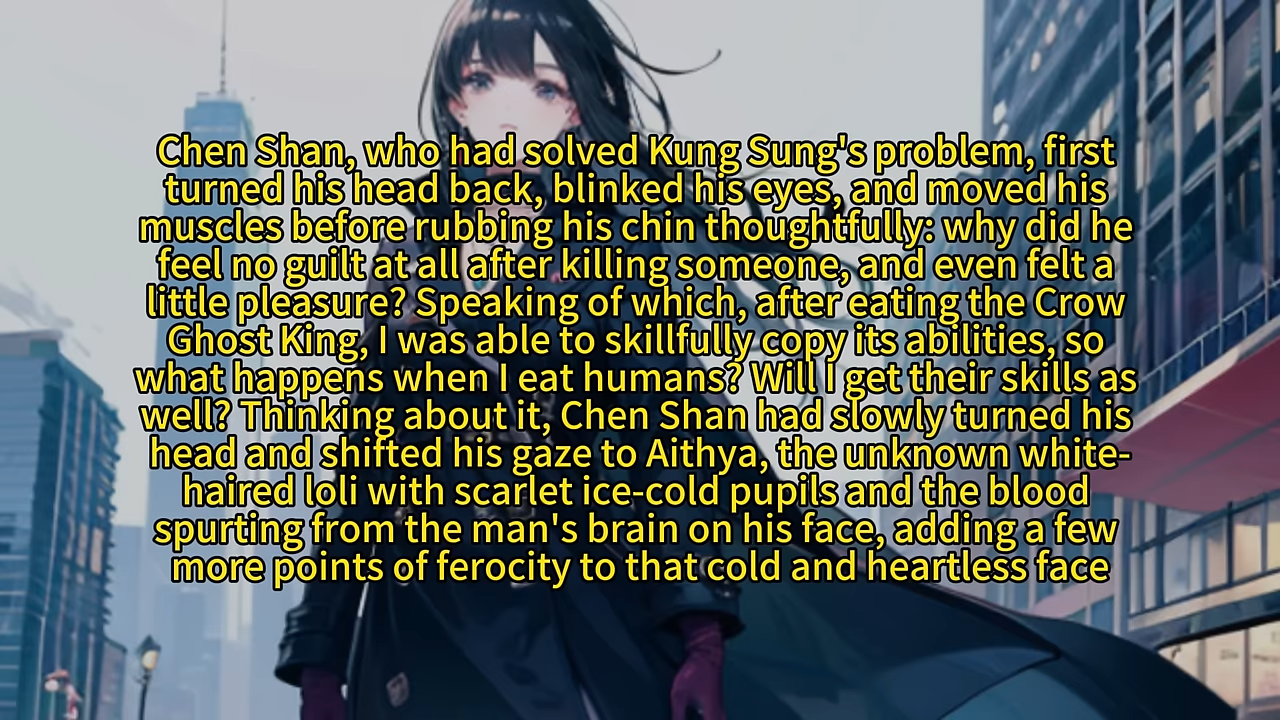 Chen Shan, who had solved Kung Sung's problem, first
turned his head back, blinked his eyes, and moved his
muscles before rubbing his chin thoughtfully: why did he
feel no guilt at all after killing someone, and even felt a
little pleasure? Speaking of which, after eating the Crow
Ghost King, I was able to skillfully copy its abilities, so
what happens when I eat humans? Will I get their skills as
well? Thinking about it, Chen Shan had slowly turned his
head and shifted his gaze to Aithya, the unknown white-
haired loli with scarlet ice-cold pupils and the blood
spurting from the man's brain on his face, adding a few
more points of ferocity to that cold and heartless face